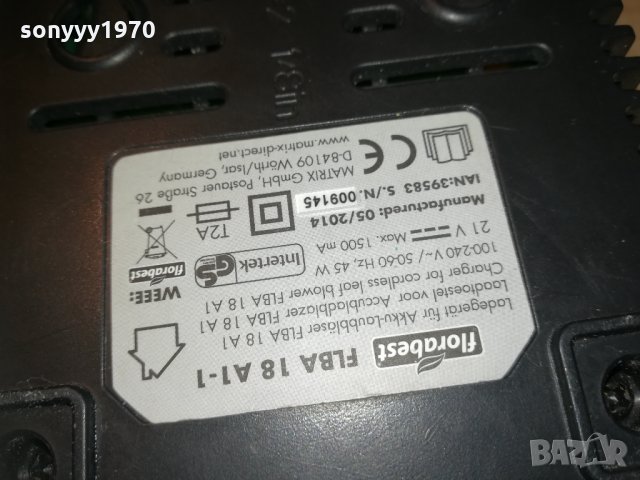 sonyyy1970
2 x 48in
florabest FLBA 18 A1-1
Ladegerät für Akku-Laubbläser FLBA 18 A1
Laadtoestel voor Accubladblazer FLBA 18 A1
Charger for cordless leaf blower FLBA 18 A1
100-240 V~/ 50-60 Hz, 45 W
21 V ⎓ Max. 1500 mA
WEEE: florabest
Intertek GS
T2A
Manufactured: 05/2014
IAN:39583 S./N. 009145
MATRIX GmbH, Postauer Straße 26
D-84109 Wörth/Isar, Germany
www.matrix-direct.net
CE
BAZAR